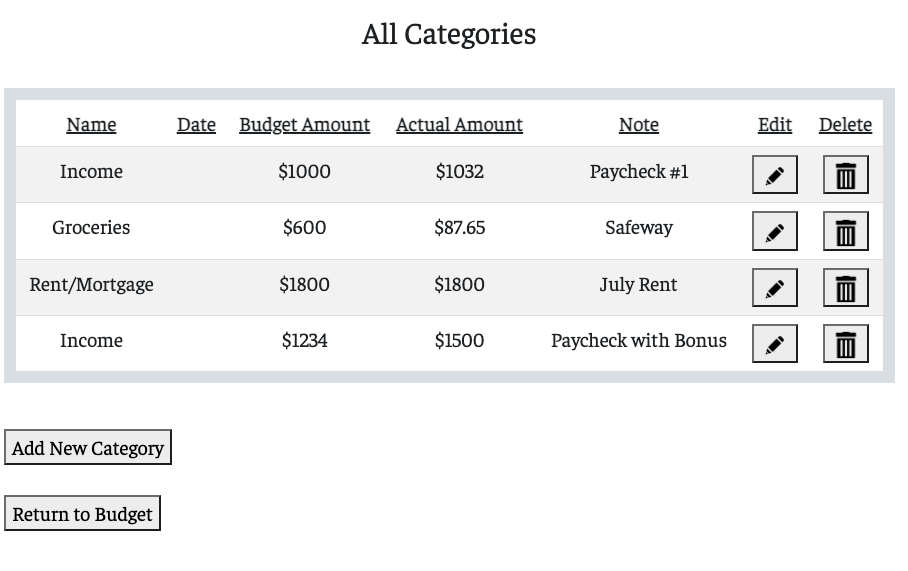 All Categories
Name Date Budget Amount Actual Amount Note Edit Delete
Income $1000 $1032 Paycheck #1
Groceries $600 $87.65 Safeway
Rent/Mortgage $1800 $1800 July Rent
Income $1234 $1500 Paycheck with Bonus
Add New Category
Return to Budget